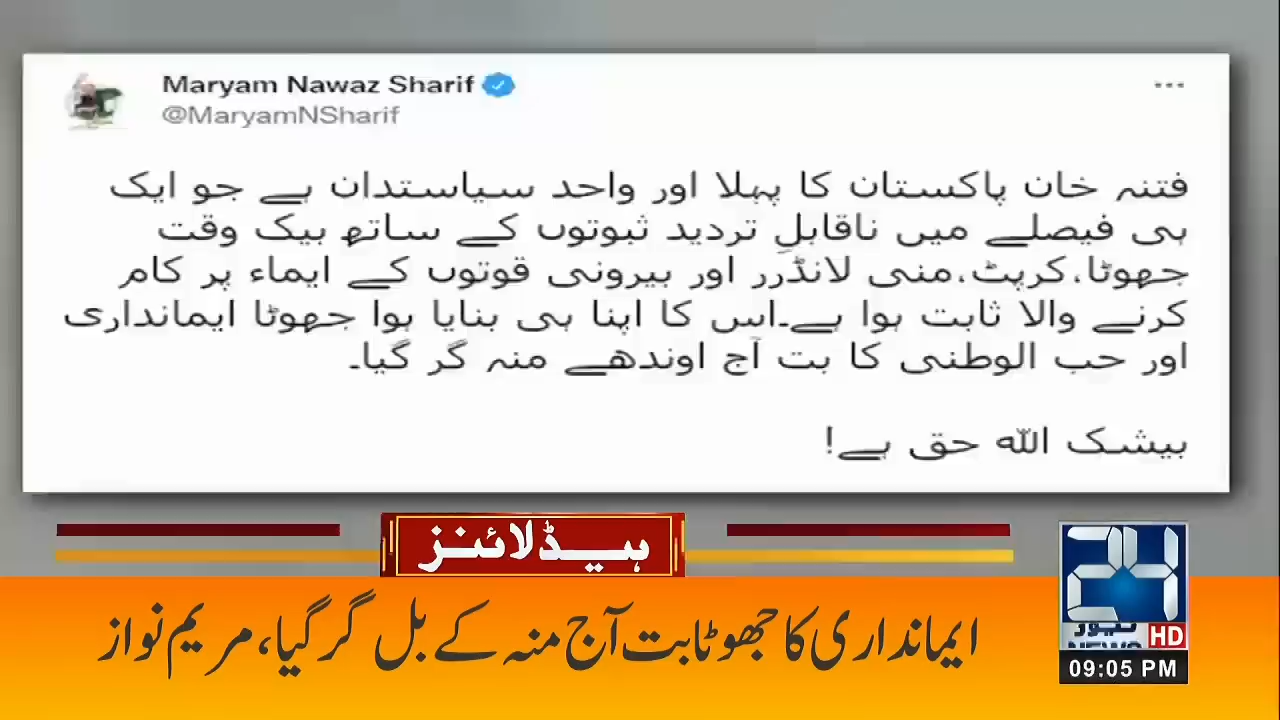 Maryam Nawaz Sharif
@MaryamNSharif
فتنہ خان پاکستان کا پہلا اور واحد سیاستدان ہے جو ایک
ہی فیصلے میں ناقابلِ تردید ثبوتوں کے ساتھ بیک وقت
جھوٹا،کرپٹ،منی لانڈرر اور بیرونی قوتوں کے ایماء پر کام
کرنے والا ثابت ہوا ہے۔اس کا اپنا ہی بنایا ہوا جھوٹا ایمانداری
اور حب الوطنی کا بت آج اوندھے منہ گر گیا۔
بیشک اللہ حق ہے!
ہیڈلائنز
ایمانداری کا جھوٹا بت آج منہ کے بل گر گیا، مریم نواز
24
نیوز HD
NEWS
09:05 PM